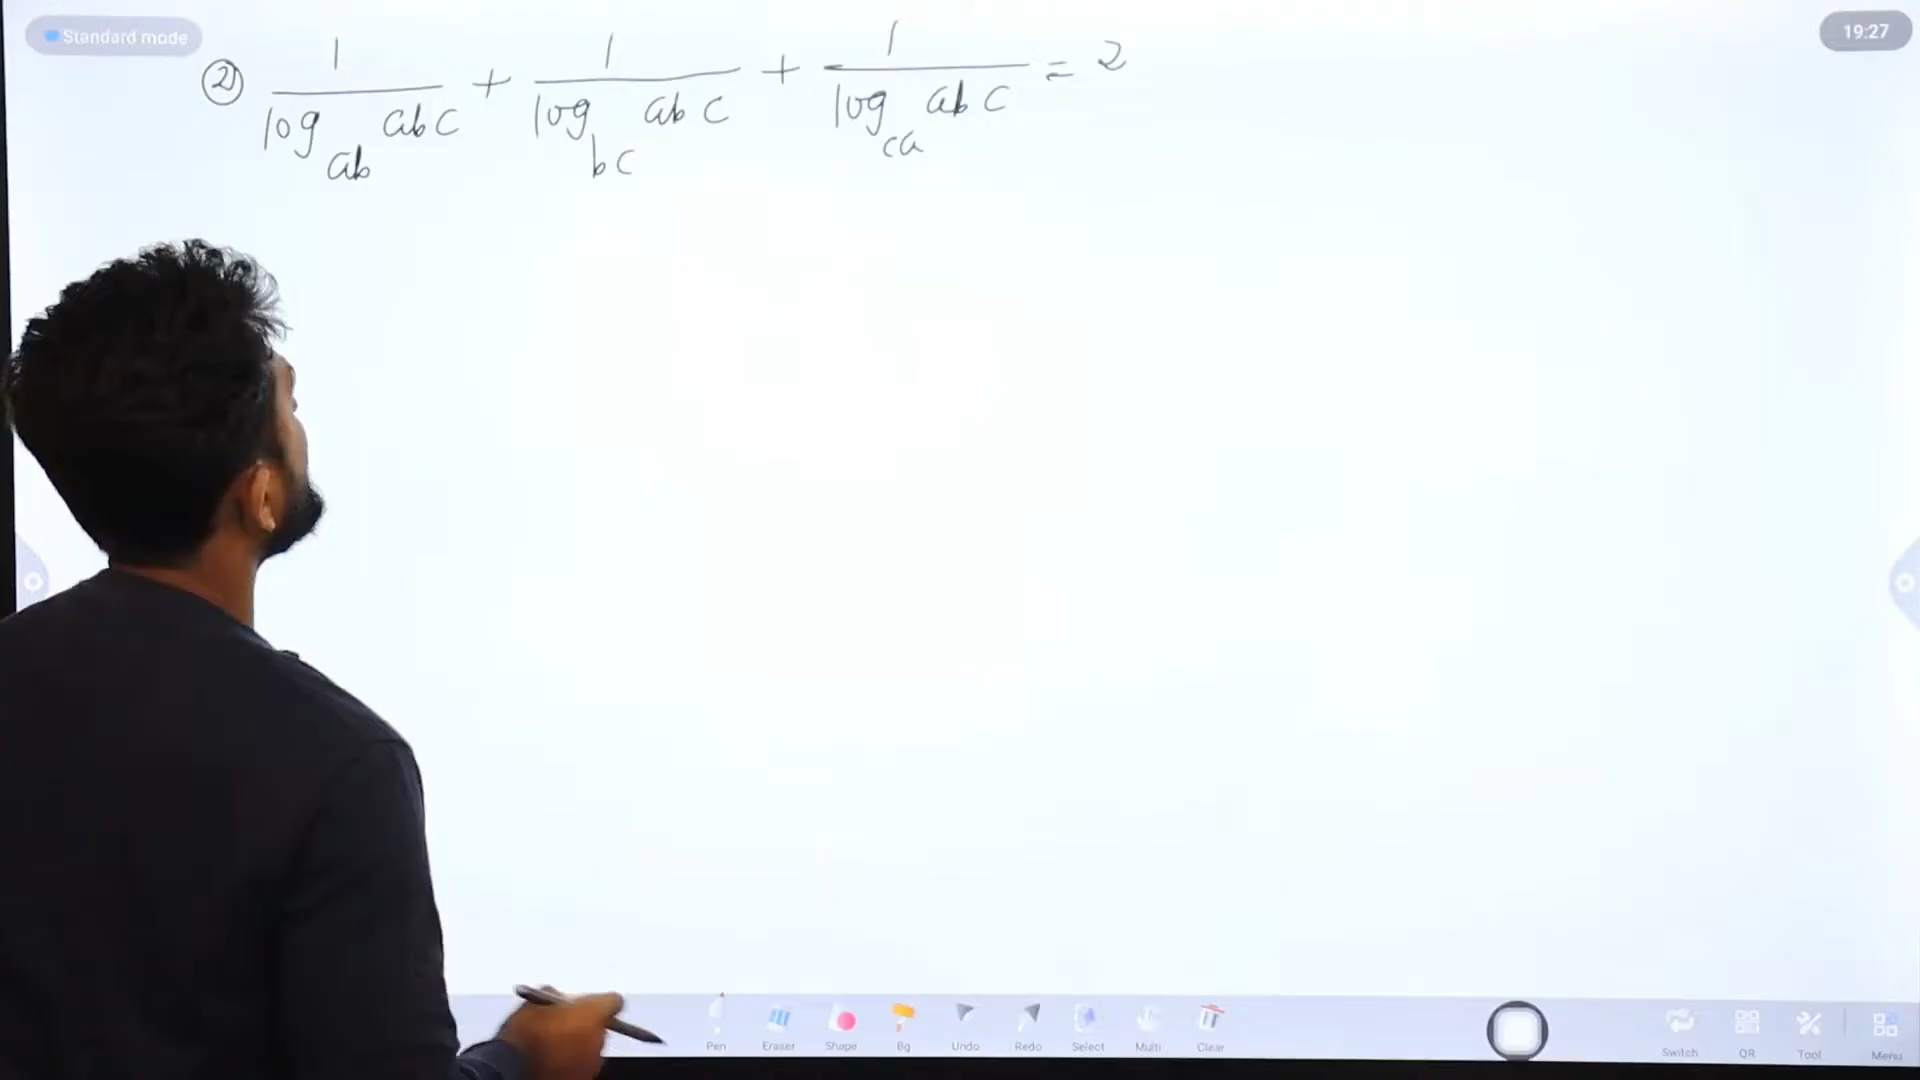 Standard mode
19:27
② 1/log_ab abc + 1/log_bc abc + 1/log_ca abc = 2
Pen Eraser Shape Bg Undo Redo Select Multi Clear Switch QR Tool Menu